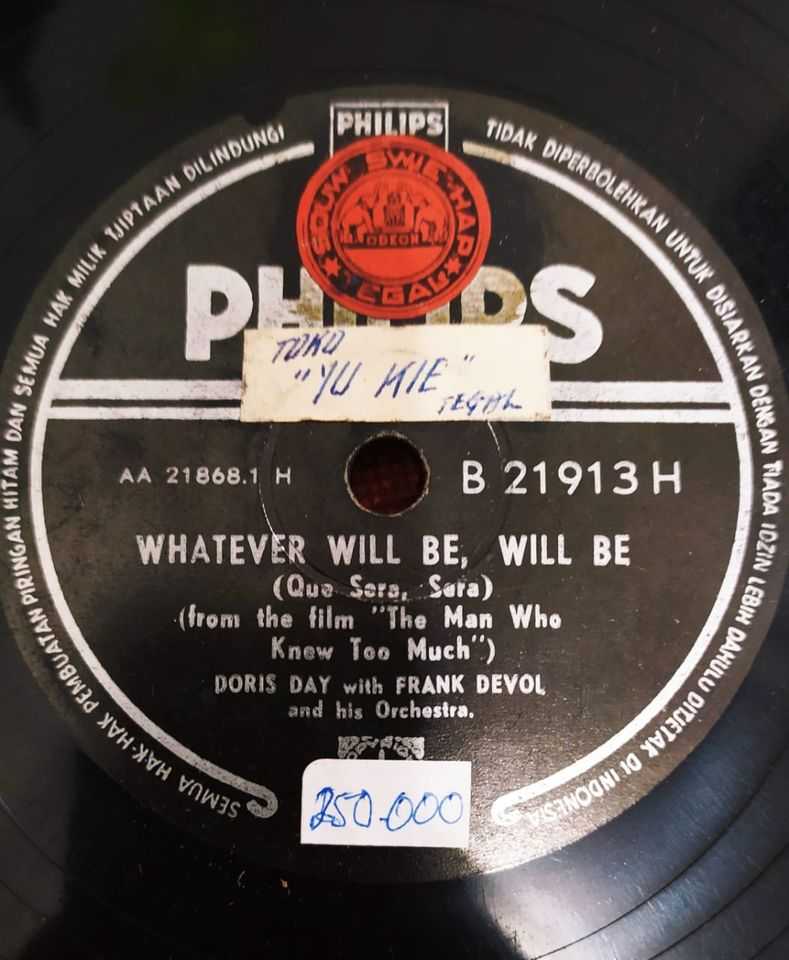 PHILIPS
SEMUA HAK-HAK PEMBUATAN PIRINGAN HITAM DAN SEMUA HAK MILIK TJIPTAAN DILINDUNGI
TIDAK DIPERBOLEHKAN UNTUK DISIARKAN DENGAN TIADA IDZIN LEBIH DAHULU DITJETAK DI INDONESIA
SOUW SWIE HAP
ODEON
★ TEGAL ★
PHILIPS
TOKO
"YU KIE"
TEGAL
AA 21868.1 H
B 21913 H
WHATEVER WILL BE, WILL BE
(Que Sera, Sera)
(from the film "The Man Who
Knew Too Much")
DORIS DAY with FRANK DEVOL
and his Orchestra.
250.000